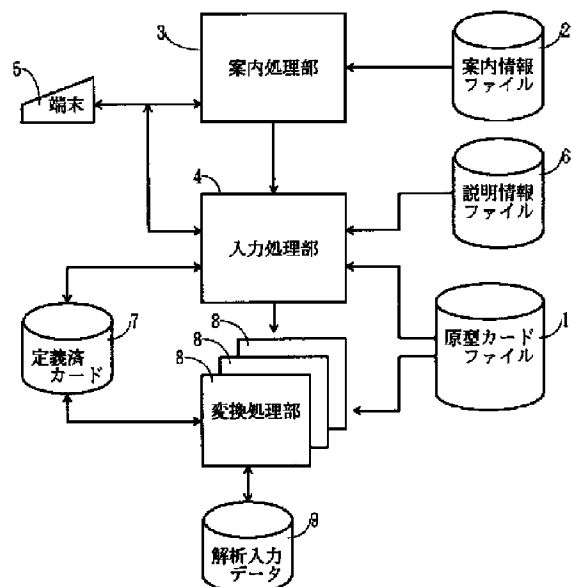 3
2
5
案内処理部
案内情報
ファイル
端末
4
6
入力処理部
説明情報
ファイル
7
8
8
8
1
定義済
カード
原型カード
ファイル
変換処理部
9
解析入力
データ